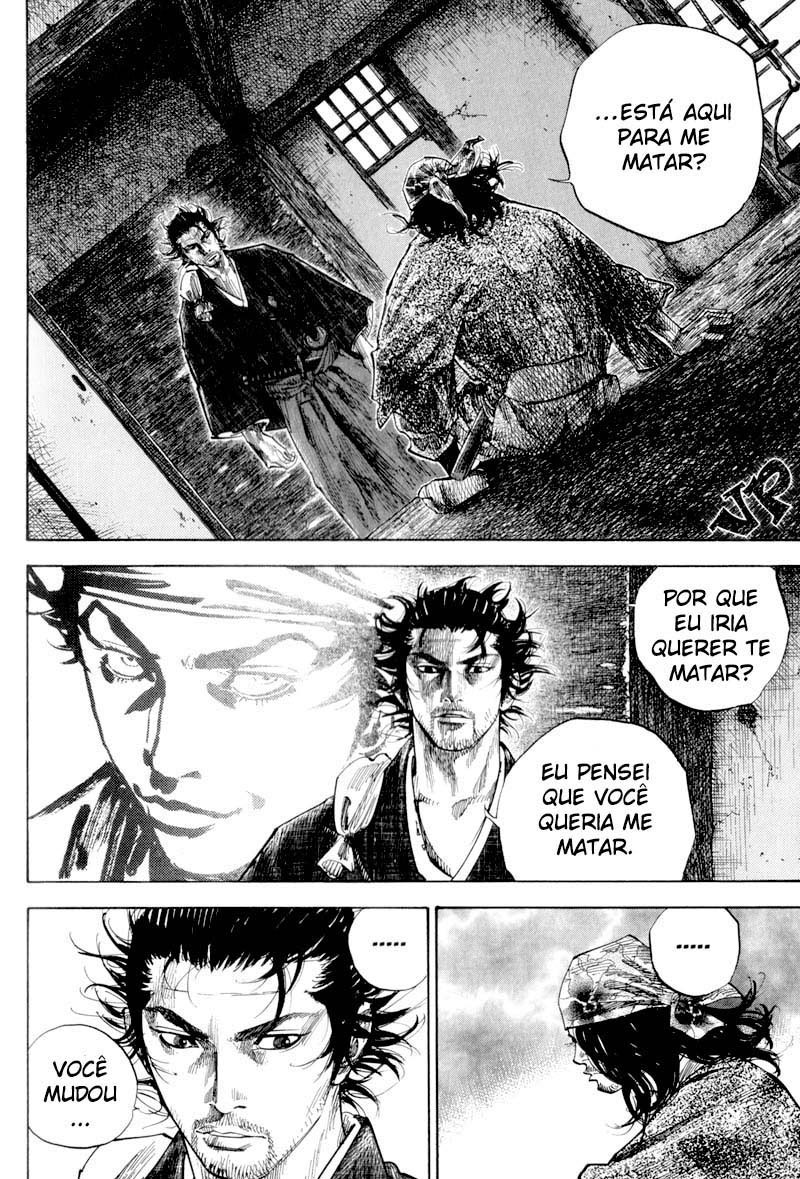 ...ESTÁ AQUI
PARA ME
MATAR?
VP
POR QUE
EU IRIA
QUERER TE
MATAR?
EU PENSEI
QUE VOCÊ
QUERIA ME
MATAR.
.....
.....
VOCÊ
MUDOU
...